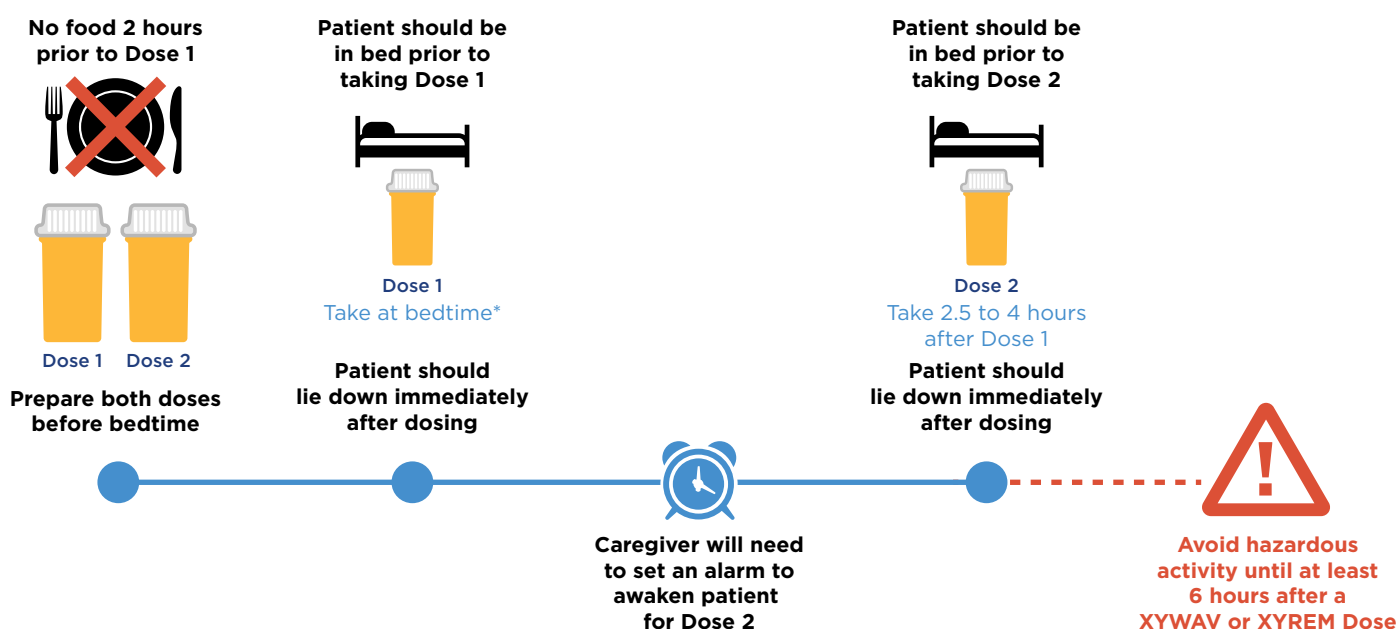 No food 2 hours
prior to Dose 1
Dose 1
Dose 2
Prepare both doses
before bedtime
Patient should be
in bed prior to
taking Dose 1
Dose 1
Take at bedtime*
Patient should
lie down immediately
after dosing
Caregiver will need
to set an alarm to
awaken patient
for Dose 2
Patient should be
in bed prior to
taking Dose 2
Dose 2
Take 2.5 to 4 hours
after Dose 1
Patient should
lie down immediately
after dosing
!
Avoid hazardous
activity until at least
6 hours after a
XYWAV or XYREM Dose